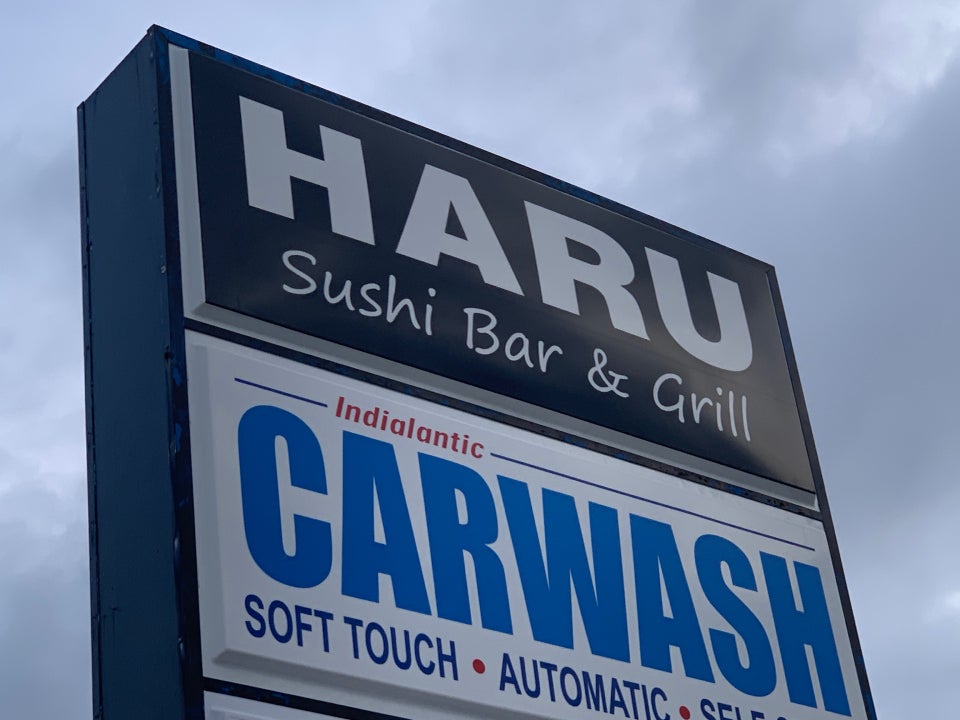 HARU
Sushi Bar & Grill
Indialantic
CARWASH
SOFT TOUCH • AUTOMATIC •